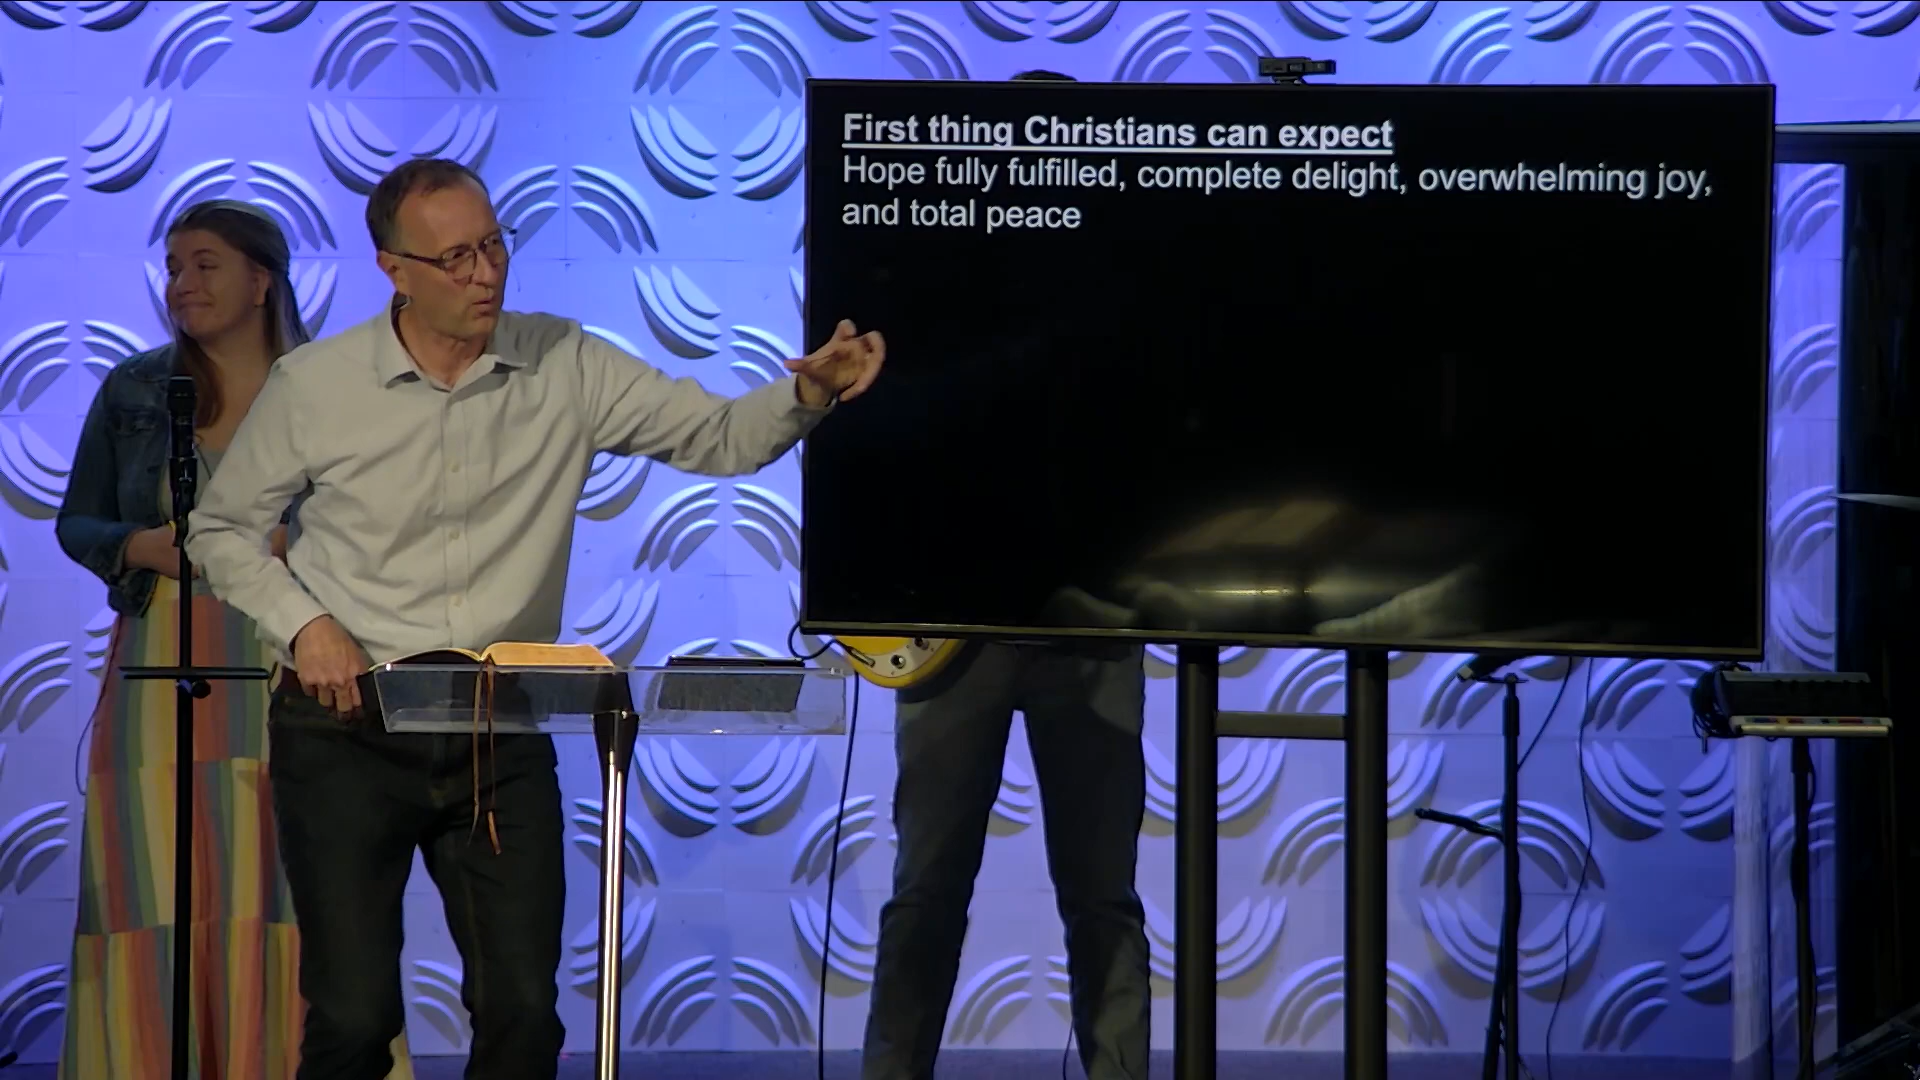 First thing Christians can expect
Hope fully fulfilled, complete delight, overwhelming joy,
and total peace